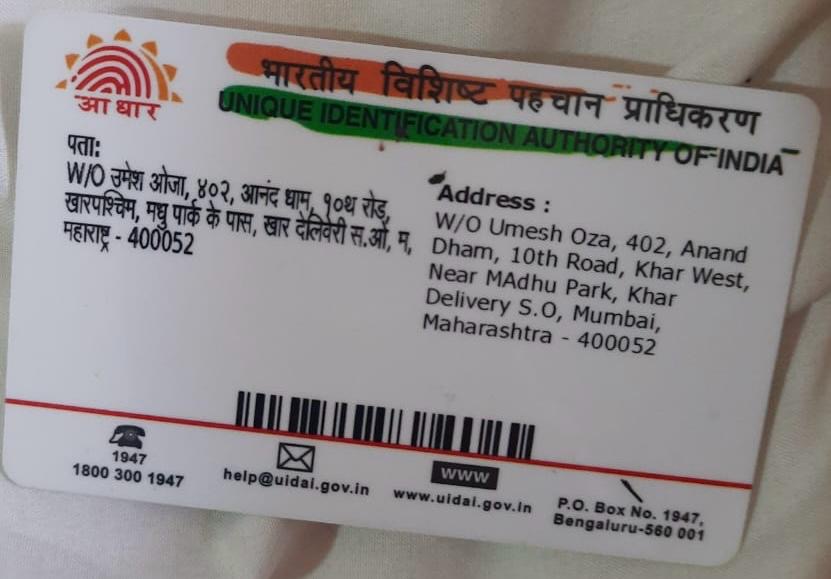 आधार
भारतीय विशिष्ट पहचान प्राधिकरण
UNIQUE IDENTIFICATION AUTHORITY OF INDIA
पता:
W/O उमेश ओजा, ४०२, आनंद धाम, १०थ रोड,
खारपश्चिम, मधु पार्क के पास, खार देलिवेरी स.ओ, म,
महाराष्ट्र - 400052
Address :
W/O Umesh Oza, 402, Anand
Dham, 10th Road, Khar West,
Near MAdhu Park, Khar
Delivery S.O, Mumbai,
Maharashtra - 400052
1947
1800 300 1947
help@uidai.gov.in
WWW
www.uidai.gov.in
P.O. Box No. 1947,
Bengaluru-560 001